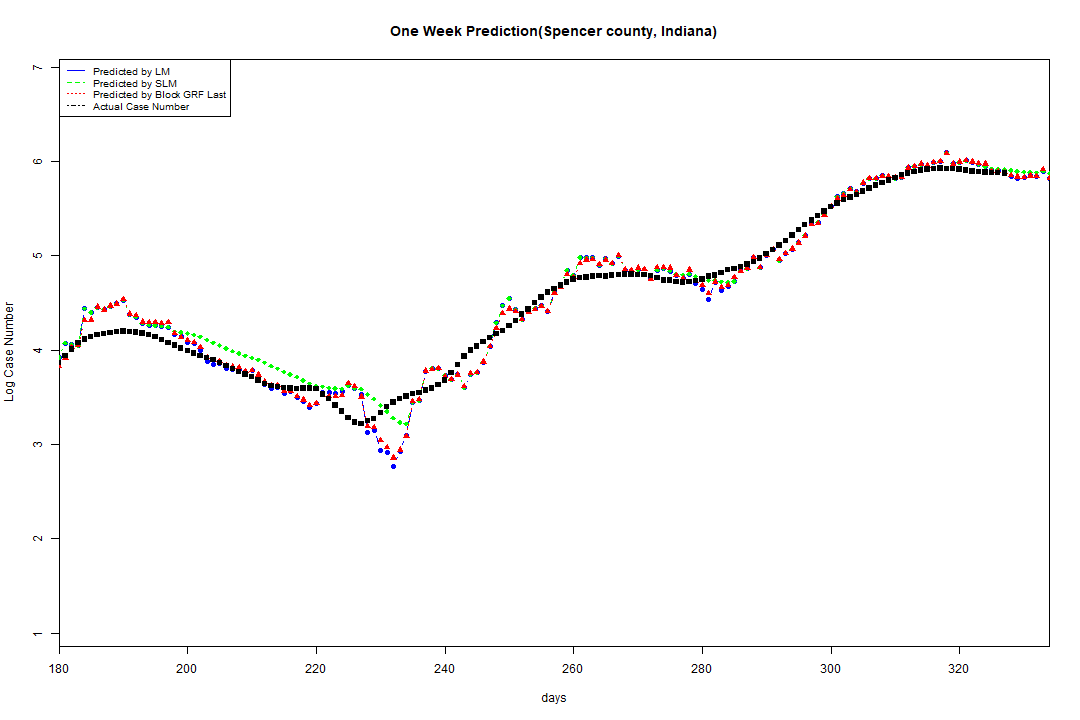 One Week Prediction(Spencer county, Indiana)
Predicted by LM
Predicted by SLM
Predicted by Block GRF Last
Actual Case Number
7
6
5
4
3
2
1
Log Case Number
180 200 220 240 260 280 300 320
days